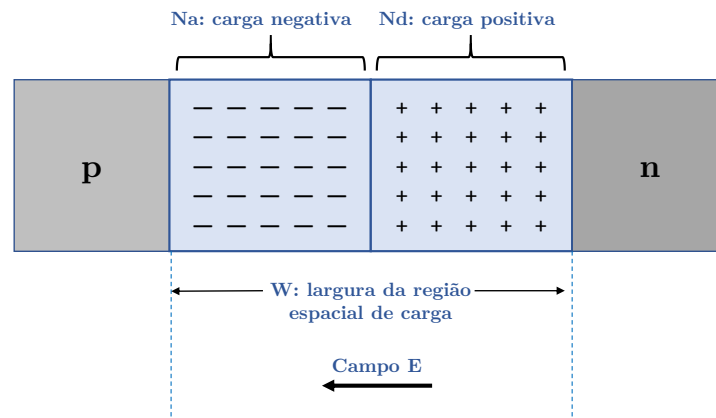 Na: carga negativa
Nd: carga positiva
p
n
W: largura da região
espacial de carga
Campo E